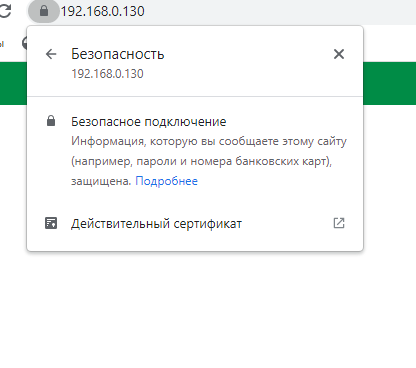 192.168.0.130
ы
Безопасность
192.168.0.130
Безопасное подключение
Информация, которую вы сообщаете этому сайту
(например, пароли и номера банковских карт),
защищена. Подробнее
Действительный сертификат